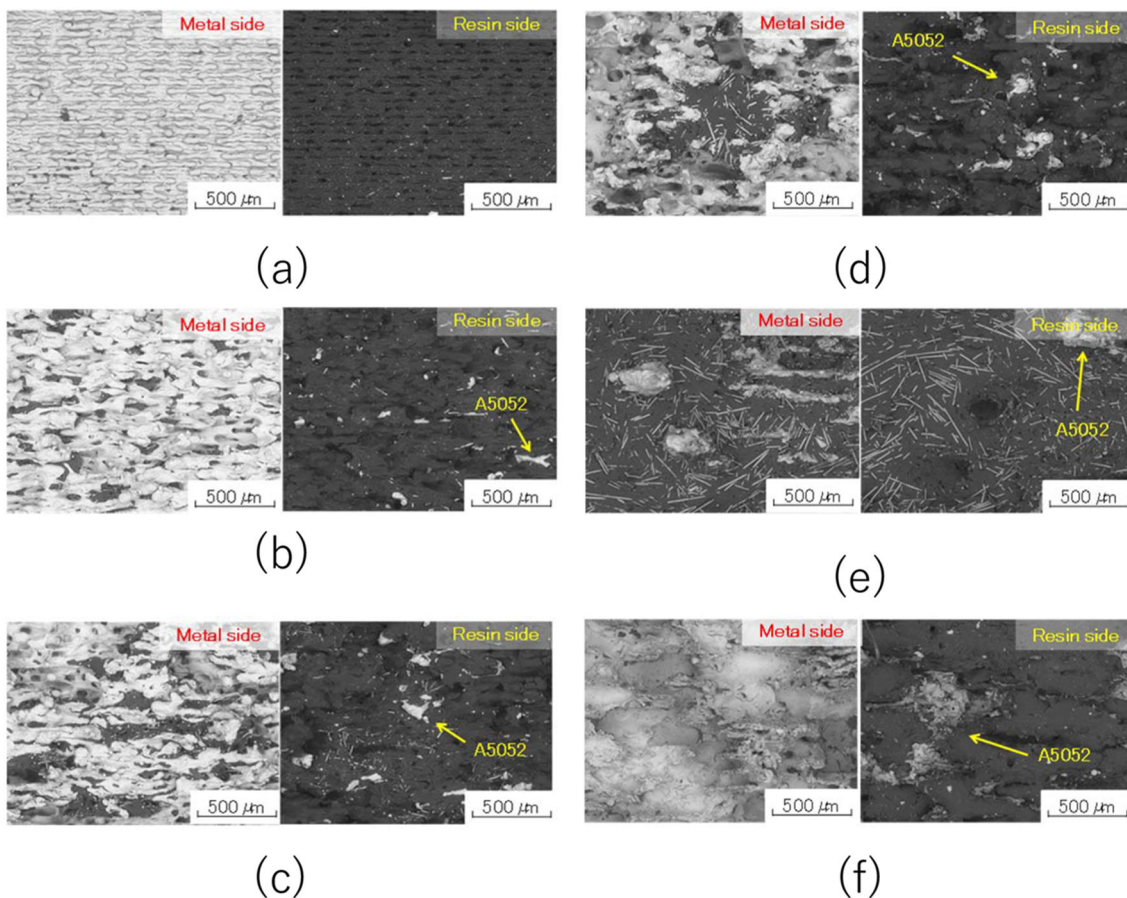 Metal side
Resin side
500 μm
500 μm
(a)
Metal side
Resin side
A5052
500 μm
500 μm
(d)
Metal side
Resin side
A5052
500 μm
500 μm
(b)
Metal side
Resin side
A5052
500 μm
500 μm
(e)
Metal side
Resin side
A5052
500 μm
500 μm
(c)
Metal side
Resin side
A5052
500 μm
500 μm
(f)